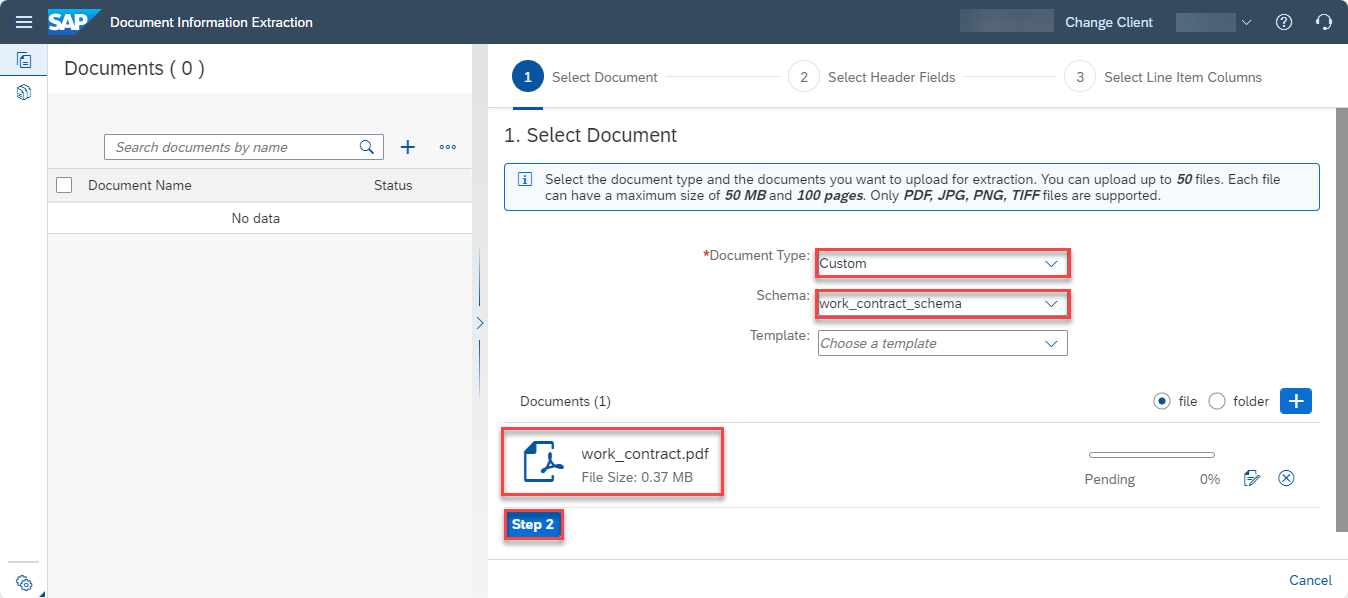 SAP Document Information Extraction
Change Client
Documents ( 0 )
Search documents by name
Document Name Status
No data
1 Select Document 2 Select Header Fields 3 Select Line Item Columns
1. Select Document
Select the document type and the documents you want to upload for extraction. You can upload up to 50 files. Each file
can have a maximum size of 50 MB and 100 pages. Only PDF, JPG, PNG, TIFF files are supported.
*Document Type: Custom
Schema: work_contract_schema
Template: Choose a template
Documents (1) file folder
work_contract.pdf
File Size: 0.37 MB
Pending 0%
Step 2
Cancel